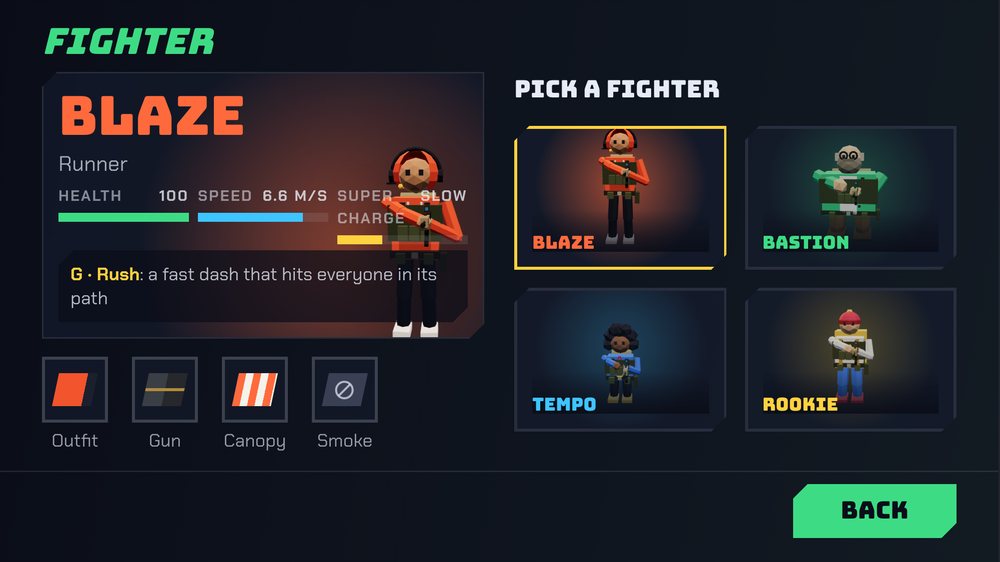 FIGHTER
BLAZE
Runner
HEALTH 100 SPEED 6.6 M/S SUPER SLOW
CHARGE
G · Rush: a fast dash that hits everyone in its
path
Outfit Gun Canopy Smoke
PICK A FIGHTER
BLAZE BASTION
TEMPO ROOKIE
BACK